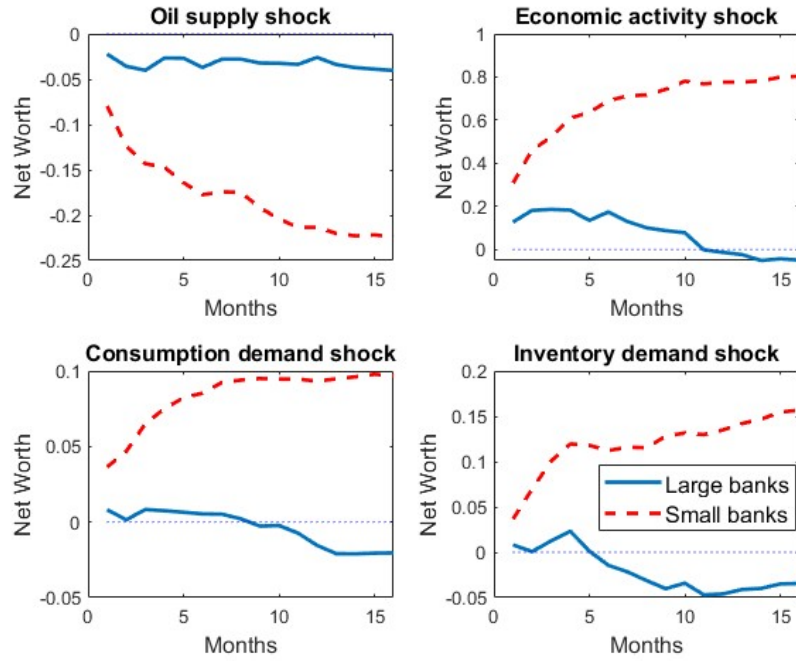 Oil supply shock
0
-0.05
-0.1
-0.15
-0.2
-0.25
Net Worth
0 5 10 15
Months
Economic activity shock
1
0.8
0.6
0.4
0.2
0
Net Worth
0 5 10 15
Months
Consumption demand shock
0.1
0.05
0
-0.05
Net Worth
0 5 10 15
Months
Inventory demand shock
0.2
0.15
0.1
0.05
0
-0.05
Net Worth
Large banks
Small banks
0 5 10 15
Months